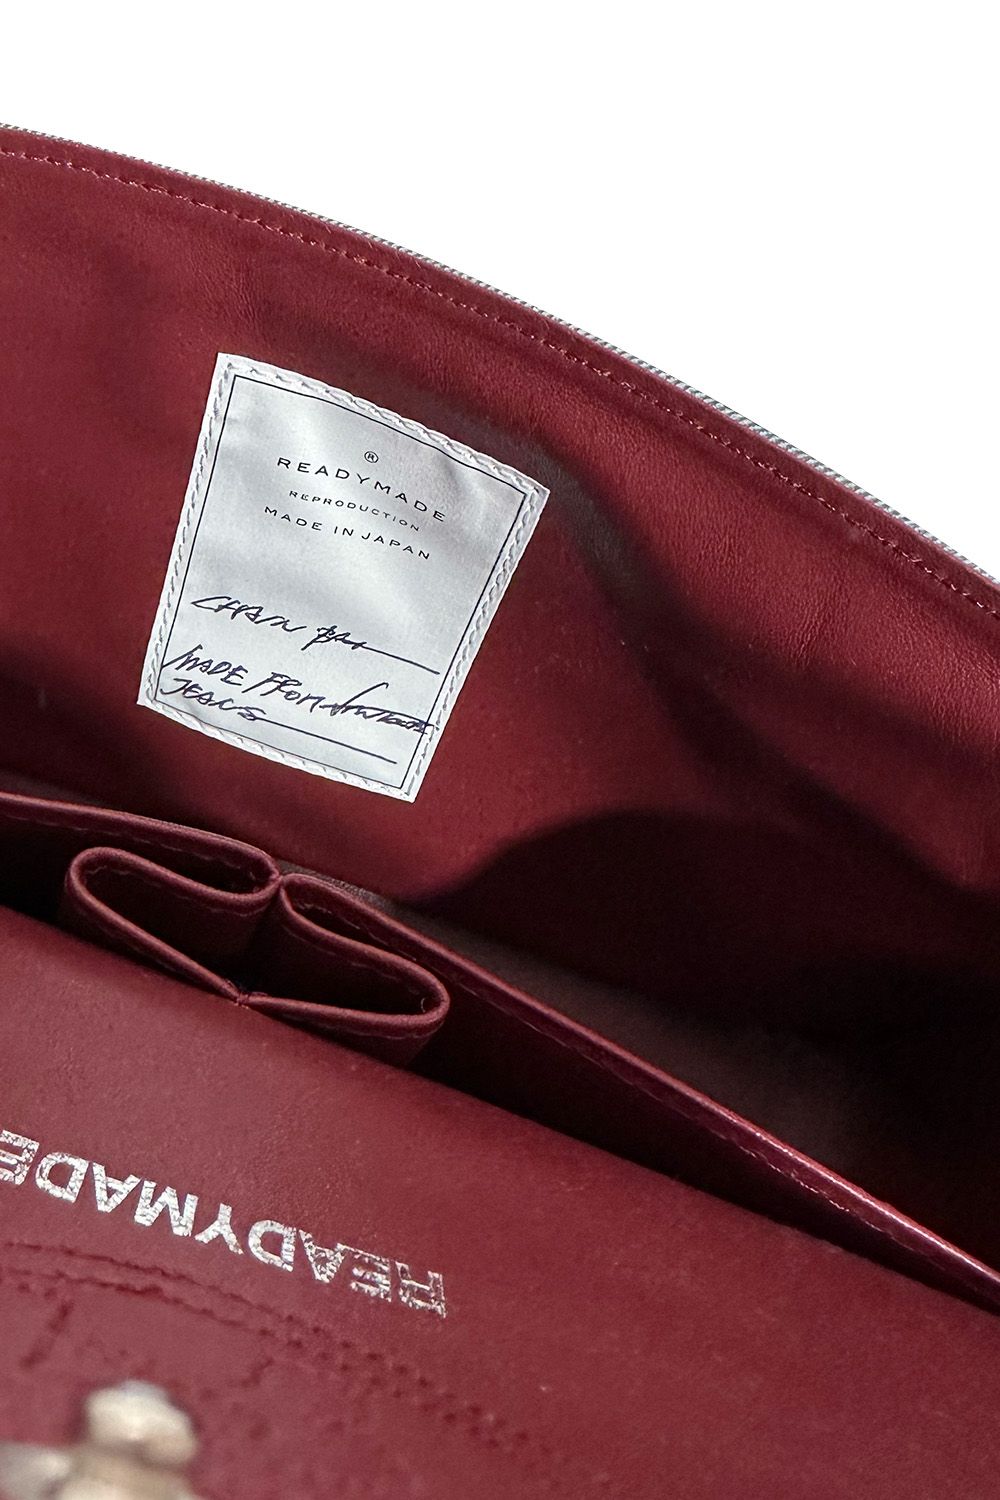 ®
READYMADE
REPRODUCTION
MADE IN JAPAN
CHAIN BAG
MADE FROM VINTAGE
JEANS
READYMADE